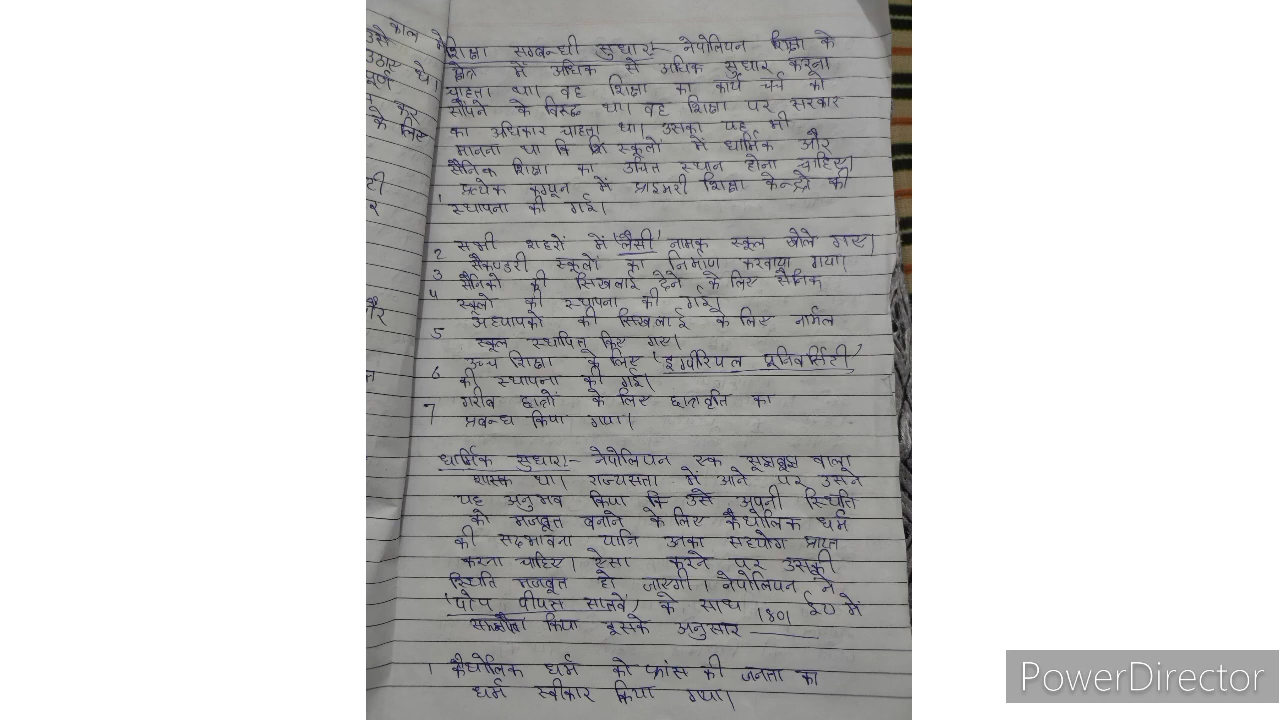 काल में
उसे
उठाए थे।
पूर्ण
कर
के लिए
टी
और
शिक्षा सम्बन्धी सुधार:- नेपोलियन शिक्षा के
क्षेत्र में अधिक से अधिक सुधार करना
चाहता था। वह शिक्षा का कार्य चर्च को
सौंपने के विरुद्ध था। वह शिक्षा पर सरकार
का अधिकार चाहता था। उसका यह भी
मानना था कि स्कूलों में धार्मिक और
सैनिक शिक्षा का उचित स्थान होना चाहिए।
1 प्रत्येक कम्यून में प्राइमरी शिक्षा केन्द्रों की
स्थापना की गई।
2 सभी शहरों में 'लैसी' नामक स्कूल खोले गए।
3 सैकण्डरी स्कूलों का निर्माण करवाया गया।
4 सैनिकों को सिखलाई देने के लिए सैनिक
स्कूलों की स्थापना की गई।
5 अध्यापकों की सिखलाई के लिए नार्मल
स्कूल स्थापित किए गए।
6 उच्च शिक्षा के लिए 'इम्पीरियल यूनिवर्सिटी'
की स्थापना की गई।
7 गरीब छात्रों के लिए छात्रवृति का
प्रबन्ध किया गया।
धार्मिक सुधार:- नेपोलियन एक सूझबूझ वाला
शासक था। राज्यसत्ता में आने पर उसने
यह अनुभव किया कि उसे अपनी स्थिति
को मजबूत बनाने के लिए कैथोलिक धर्म
की सदभावना यानि उनका सहयोग प्राप्त
करना चाहिए। ऐसा करने पर उसकी
स्थिति मजबूत हो जाएगी। नेपोलियन ने
'पोप पीयस सातवें' के साथ 1801 ई० में
समझौता किया इसके अनुसार ——
1 कैथोलिक धर्म को फ्रांस की जनता का
धर्म स्वीकार किया गया।
PowerDirector